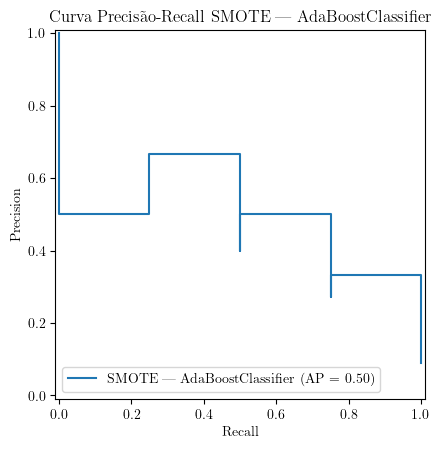 Curva Precisão-Recall SMOTE — AdaBoostClassifier
1.0
0.8
0.6
0.4
0.2
0.0
Precision
SMOTE — AdaBoostClassifier (AP = 0.50)
0.0 0.2 0.4 0.6 0.8 1.0
Recall